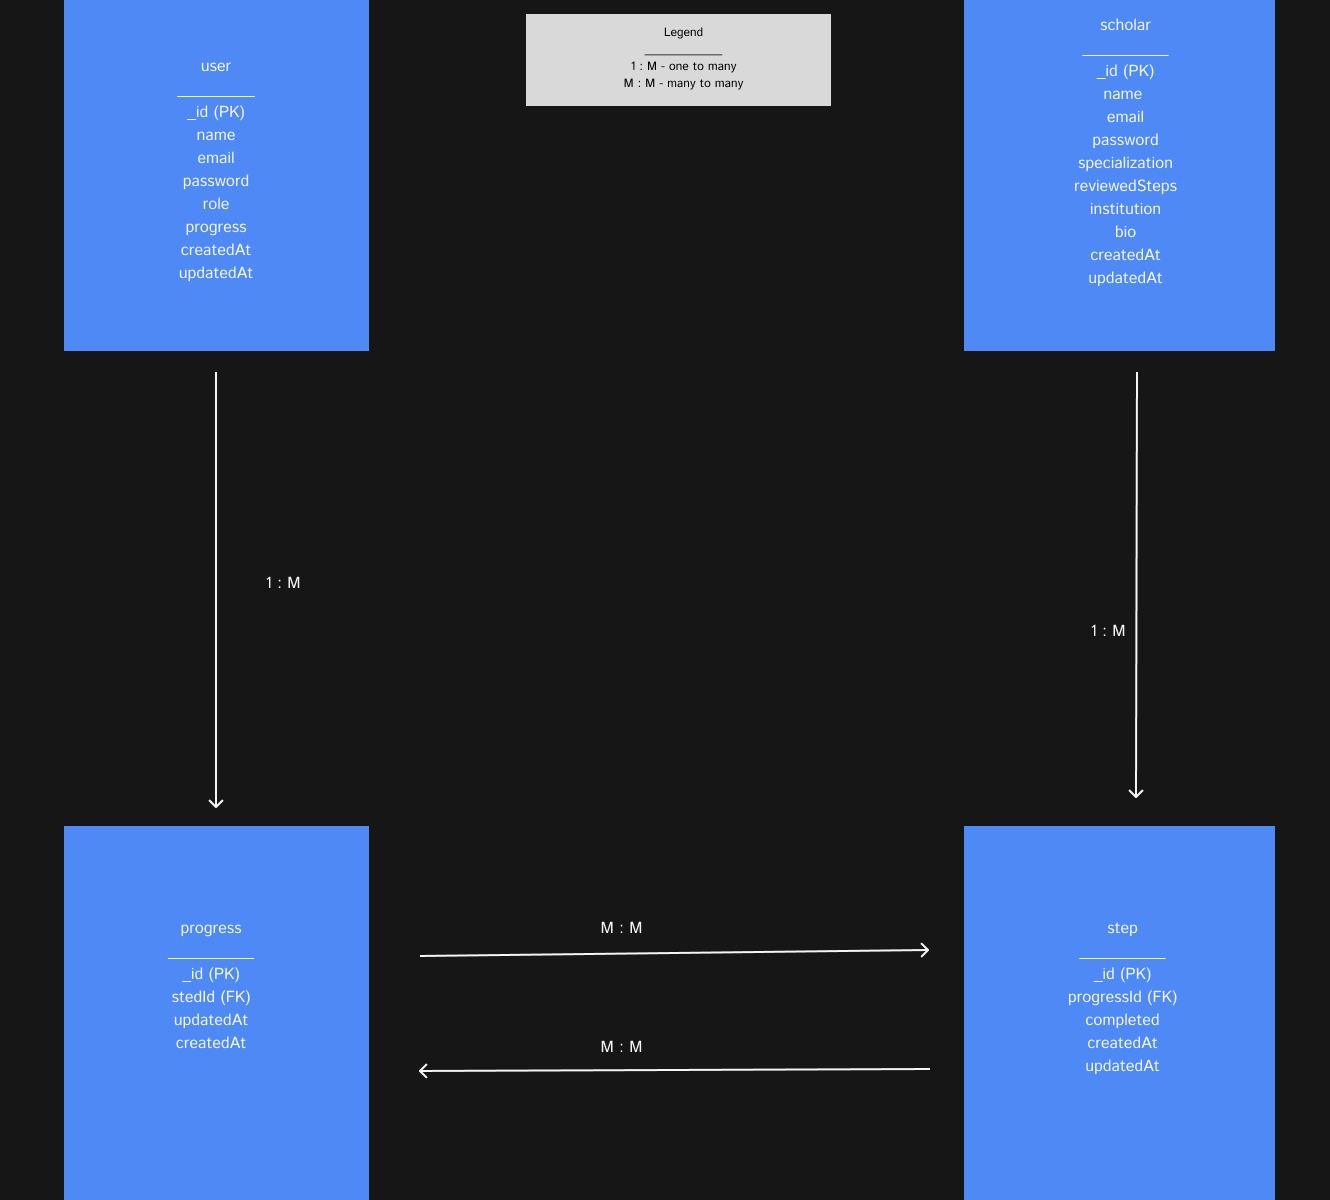 user
_id (PK)
name
email
password
role
progress
createdAt
updatedAt
Legend
1 : M - one to many
M : M - many to many
scholar
_id (PK)
name
email
password
specialization
reviewedSteps
institution
bio
createdAt
updatedAt
1 : M
1 : M
progress
_id (PK)
stedId (FK)
updatedAt
createdAt
M : M
M : M
step
_id (PK)
progressId (FK)
completed
createdAt
updatedAt